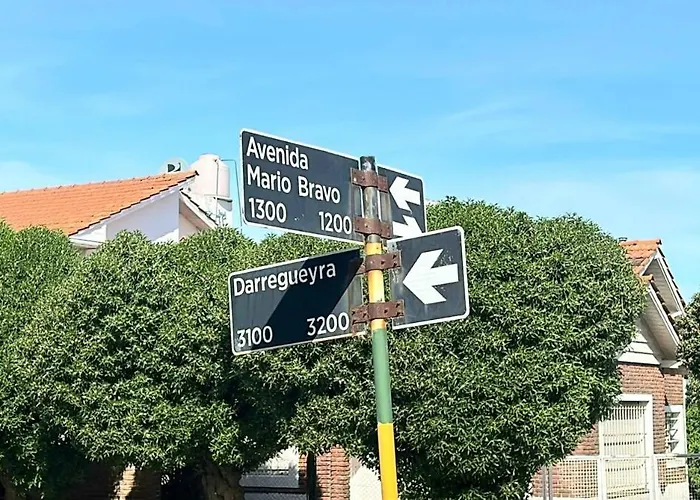 Avenida
Mario Bravo
1300 1200
Darregueyra
3100 3200